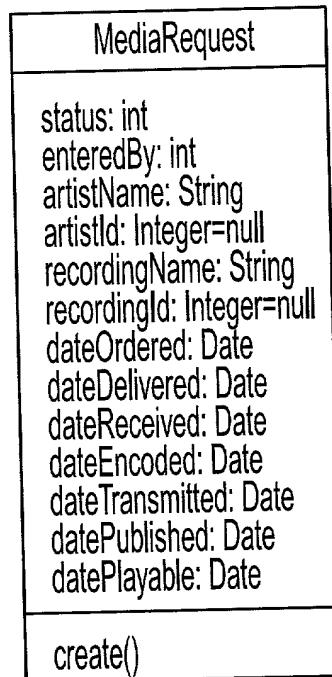 MediaRequest
status: int
enteredBy: int
artistName: String
artistId: Integer=null
recordingName: String
recordingId: Integer=null
dateOrdered: Date
dateDelivered: Date
dateReceived: Date
dateEncoded: Date
dateTransmitted: Date
datePublished: Date
datePlayable: Date
create()